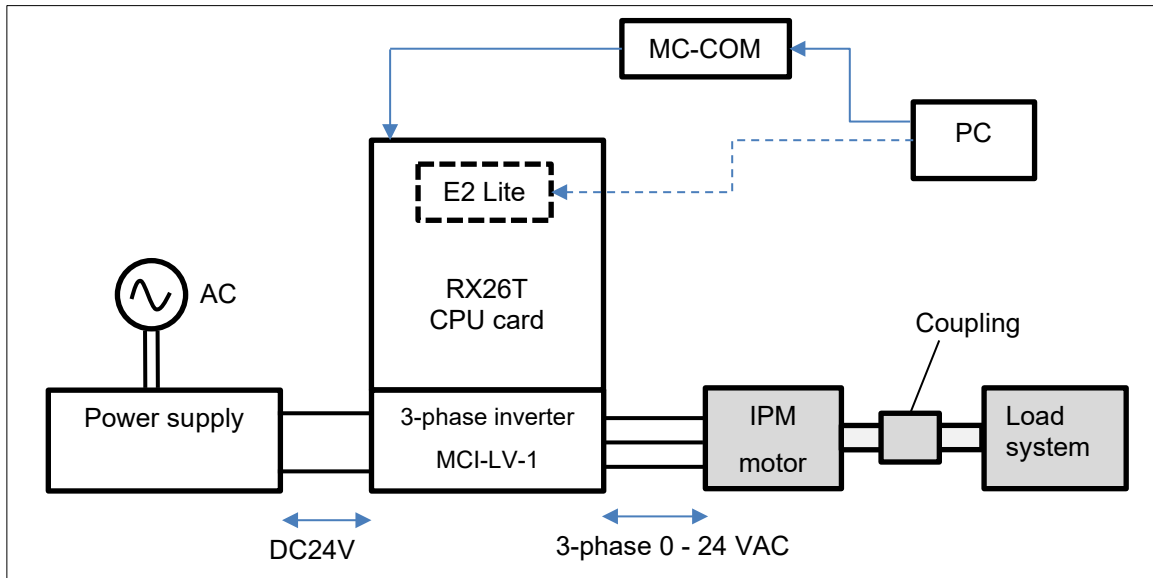 MC-COM
PC
E2 Lite
RX26T
CPU card
AC
Coupling
Power supply
3-phase inverter
MCI-LV-1
IPM
motor
Load
system
DC24V
3-phase 0 - 24 VAC